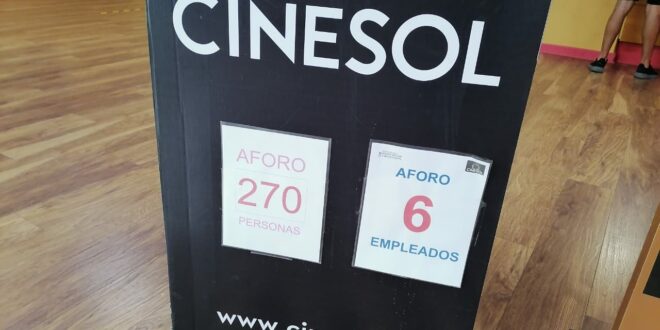 CINESOL
AFORO
270
PERSONAS
AFORO
6
EMPLEADOS